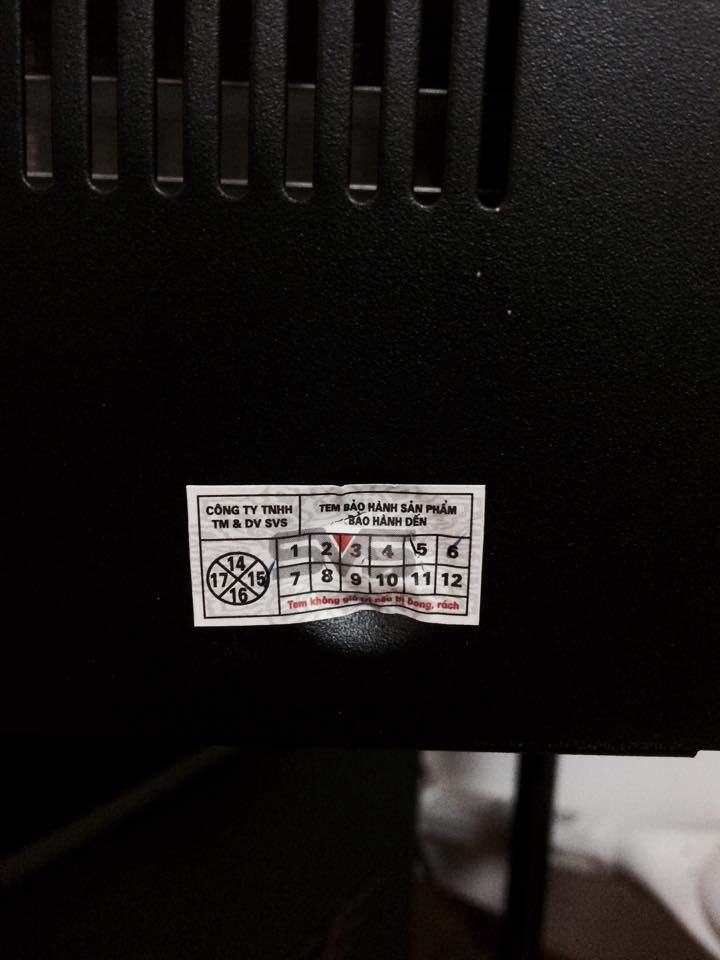 CÔNG TY TNHH
TM & DV SVS
TEM BẢO HÀNH SẢN PHẨM
BẢO HÀNH ĐẾN
14
17 15
16
1 2 3 4 5 6
7 8 9 10 11 12
Tem không giá trị nếu bị bong, rách